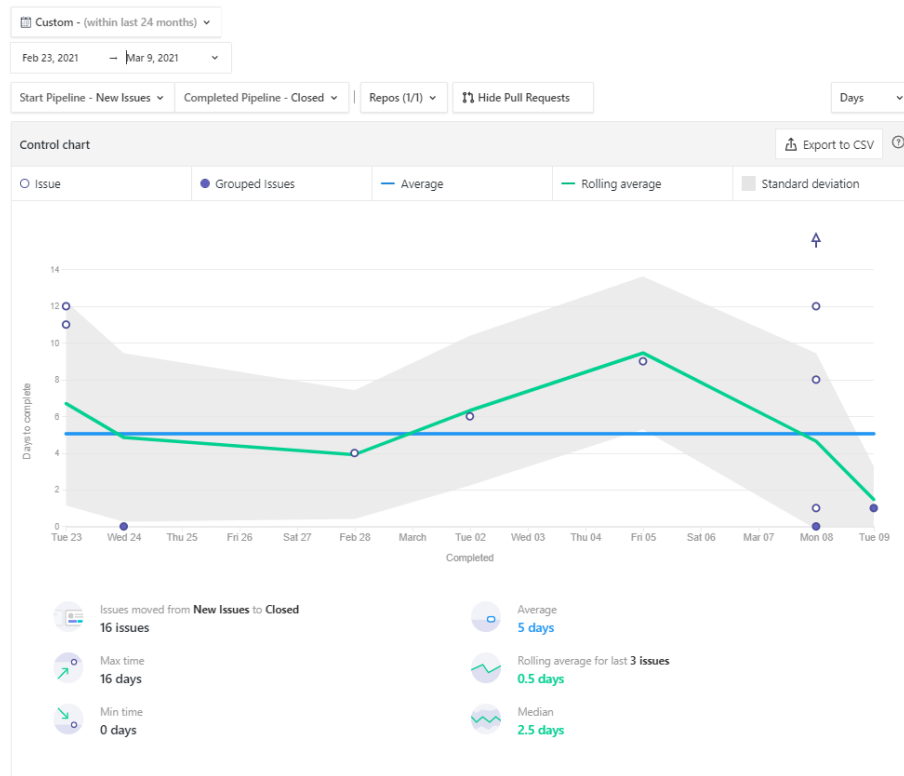 Custom - (within last 24 months)
Feb 23, 2021 → Mar 9, 2021
Start Pipeline - New Issues Completed Pipeline - Closed Repos (1/1) Hide Pull Requests Days
Control chart Export to CSV ?
Issue Grouped Issues Average Rolling average Standard deviation
14
12
10
8
6
4
2
0
Days to complete
Tue 23 Wed 24 Thu 25 Fri 26 Sat 27 Feb 28 March Tue 02 Wed 03 Thu 04 Fri 05 Sat 06 Mar 07 Mon 08 Tue 09
Completed
Issues moved from New Issues to Closed
16 issues
Average
5 days
Max time
16 days
Rolling average for last 3 issues
0.5 days
Min time
0 days
Median
2.5 days